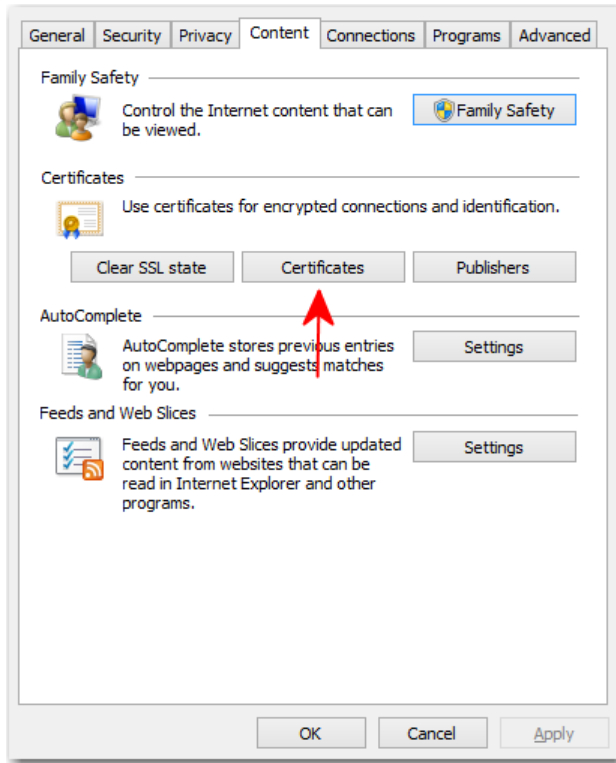 General Security Privacy Content Connections Programs Advanced
Family Safety
Control the Internet content that can
be viewed.
Family Safety
Certificates
Use certificates for encrypted connections and identification.
Clear SSL state Certificates Publishers
AutoComplete
AutoComplete stores previous entries
on webpages and suggests matches
for you.
Settings
Feeds and Web Slices
Feeds and Web Slices provide updated
content from websites that can be
read in Internet Explorer and other
programs.
Settings
OK Cancel Apply